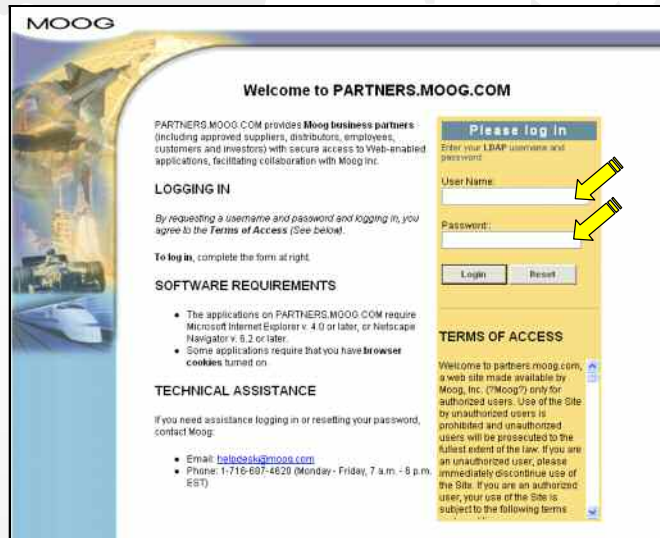 MOOG
Welcome to PARTNERS.MOOG.COM
PARTNERS.MOOG.COM provides Moog business partners
(including approved suppliers, distributors, employees,
customers and investors) with secure access to Web-enabled
applications, facilitating collaboration with Moog Inc.
LOGGING IN
By requesting a username and password and logging in, you
agree to the Terms of Access (See below).
To log in, complete the form at right.
SOFTWARE REQUIREMENTS
• The applications on PARTNERS.MOOG.COM require
Microsoft Internet Explorer v. 4.0 or later, or Netscape
Navigator v. 6.2 or later.
• Some applications require that you have browser
cookies turned on.
TECHNICAL ASSISTANCE
If you need assistance logging in or resetting your password,
contact Moog:
• Email: helpdesk@moog.com
• Phone: 1-716-687-4620 (Monday - Friday, 7 a.m. - 6 p.m.
EST)
Please log in
Enter your LDAP username and
password
User Name:
Password:
Login Reset
TERMS OF ACCESS
Welcome to partners.moog.com,
a web site made available by
Moog, Inc. (?Moog?) only for
authorized users. Use of the Site
by unauthorized users is
prohibited and unauthorized
users will be prosecuted to the
fullest extent of the law. If you are
an unauthorized user, please
immediately discontinue use of
the Site. If you are an authorized
user, your use of the Site is
subject to the following terms